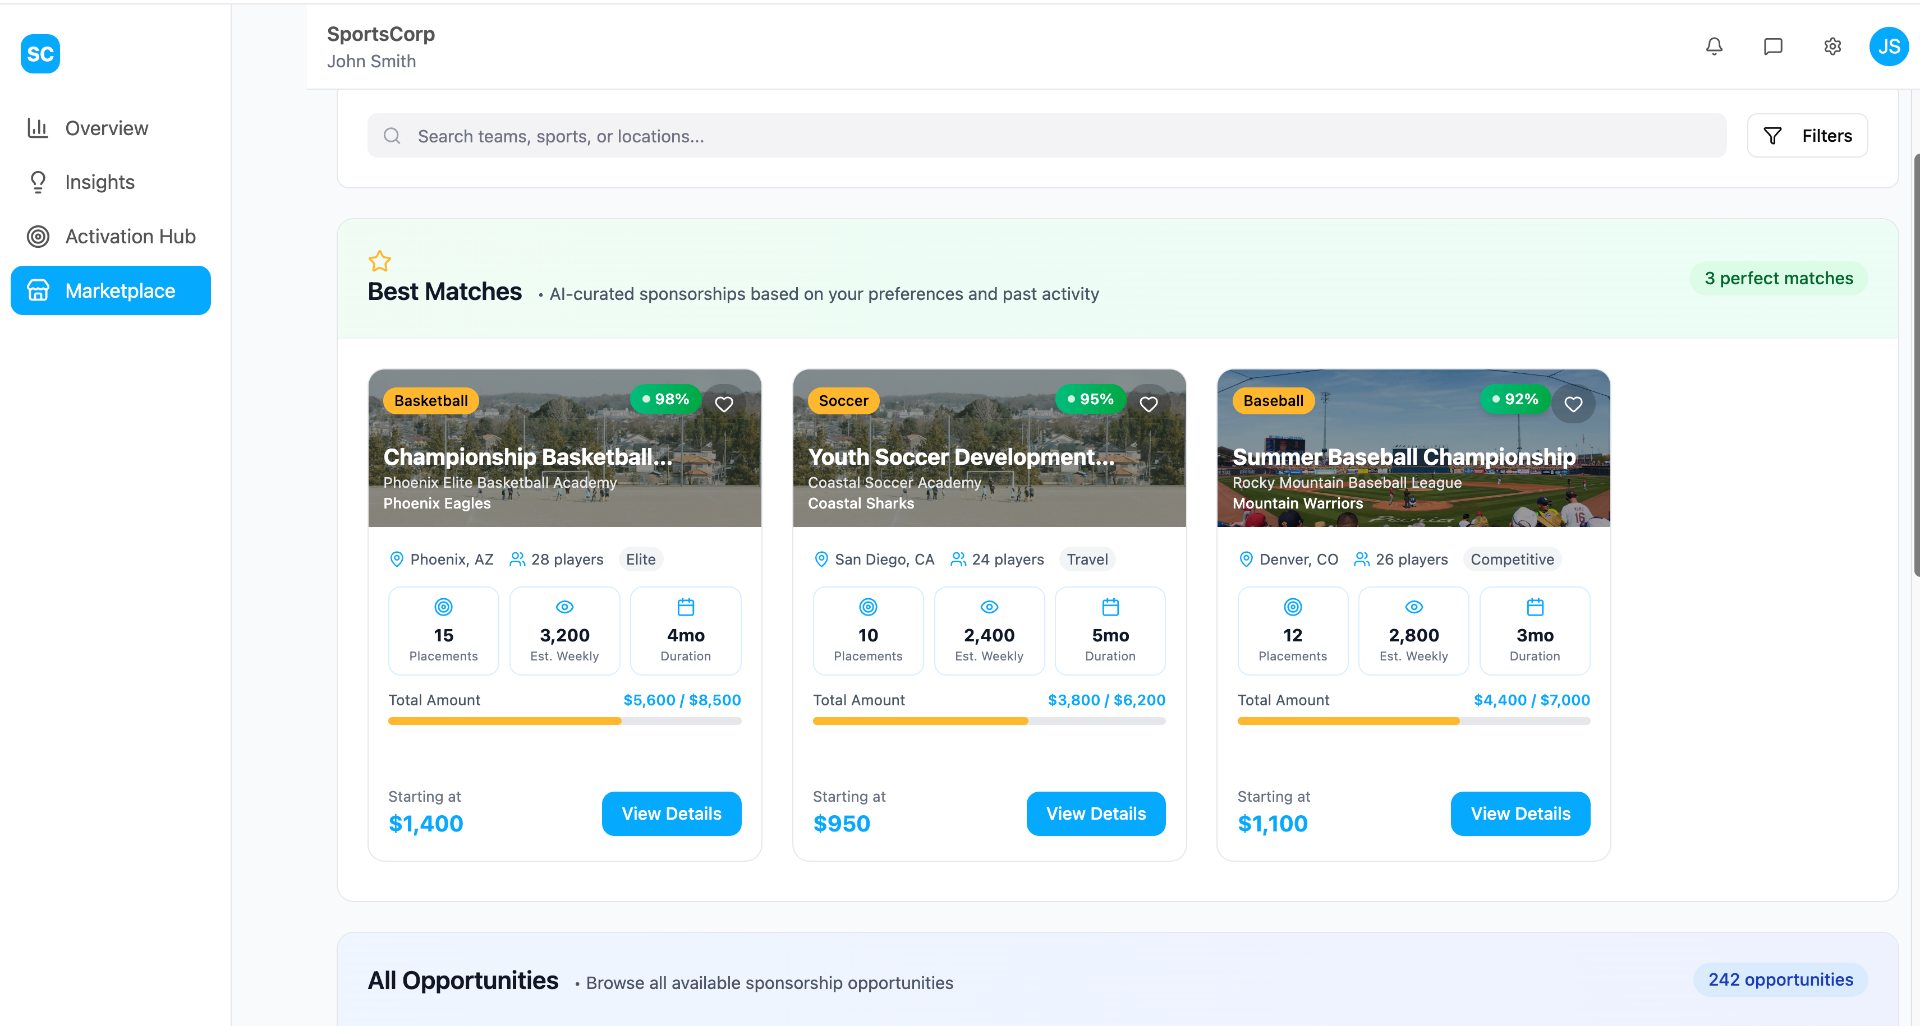 SC
SportsCorp
John Smith
JS
Overview
Insights
Activation Hub
Marketplace
Search teams, sports, or locations...
Filters
Best Matches • AI-curated sponsorships based on your preferences and past activity
3 perfect matches
Basketball
98%
Championship Basketball...
Phoenix Elite Basketball Academy
Phoenix Eagles
Phoenix, AZ 28 players Elite
15 3,200 4mo
Placements Est. Weekly Duration
Total Amount $5,600 / $8,500
Starting at
$1,400
View Details
Soccer
95%
Youth Soccer Development...
Coastal Soccer Academy
Coastal Sharks
San Diego, CA 24 players Travel
10 2,400 5mo
Placements Est. Weekly Duration
Total Amount $3,800 / $6,200
Starting at
$950
View Details
Baseball
92%
Summer Baseball Championship
Rocky Mountain Baseball League
Mountain Warriors
Denver, CO 26 players Competitive
12 2,800 3mo
Placements Est. Weekly Duration
Total Amount $4,400 / $7,000
Starting at
$1,100
View Details
All Opportunities • Browse all available sponsorship opportunities
242 opportunities